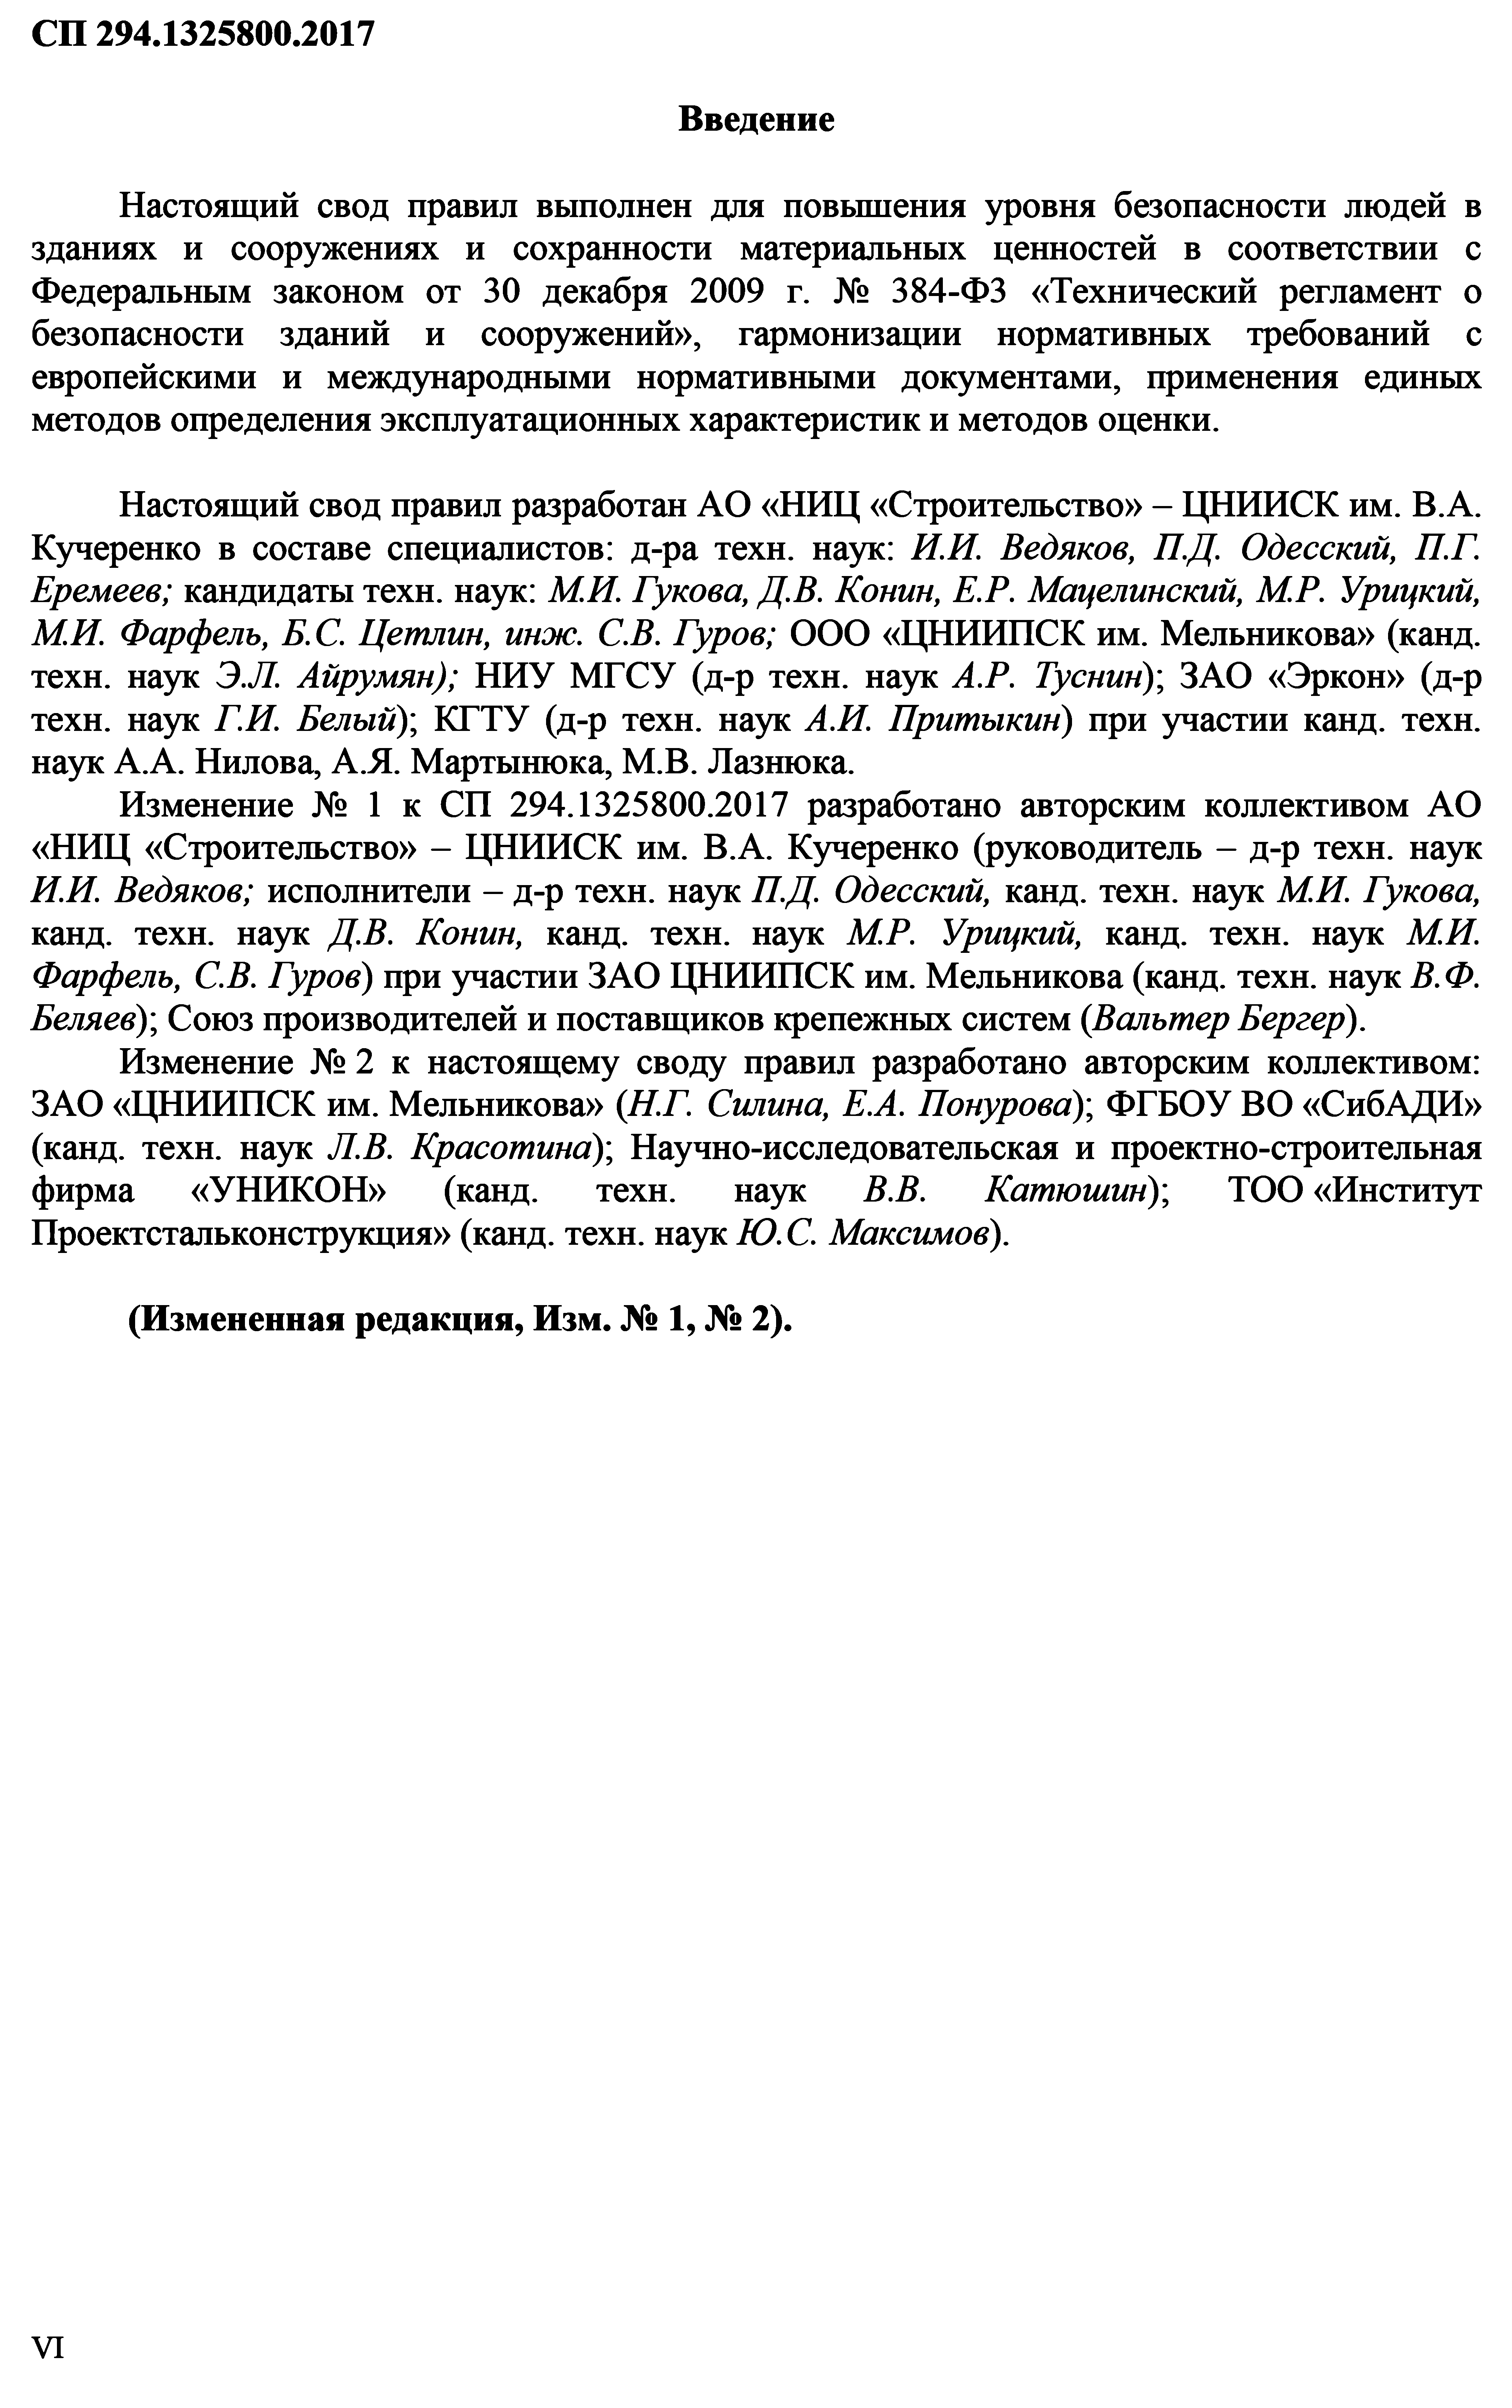 СП 294.1325800.2017
Введение
Настоящий свод правил выполнен для повышения уровня безопасности людей в
зданиях и сооружениях и сохранности материальных ценностей в соответствии с
Федеральным законом от 30 декабря 2009 г. № 384-ФЗ «Технический регламент о
безопасности зданий и сооружений», гармонизации нормативных требований с
европейскими и международными нормативными документами, применения единых
методов определения эксплуатационных характеристик и методов оценки.
Настоящий свод правил разработан АО «НИЦ «Строительство» – ЦНИИСК им. В.А.
Кучеренко в составе специалистов: д-ра техн. наук: И.И. Ведяков, П.Д. Одесский, П.Г.
Еремеев; кандидаты техн. наук: М.И. Гукова, Д.В. Конин, Е.Р. Мацелинский, М.Р. Урицкий,
М.И. Фарфель, Б.С. Цетлин, инж. С.В. Гуров; ООО «ЦНИИПСК им. Мельникова» (канд.
техн. наук Э.Л. Айрумян); НИУ МГСУ (д-р техн. наук А.Р. Туснин); ЗАО «Эркон» (д-р
техн. наук Г.И. Белый); КГТУ (д-р техн. наук А.И. Притыкин) при участии канд. техн.
наук А.А. Нилова, А.Я. Мартынюка, М.В. Лазнюка.
Изменение № 1 к СП 294.1325800.2017 разработано авторским коллективом АО
«НИЦ «Строительство» – ЦНИИСК им. В.А. Кучеренко (руководитель – д-р техн. наук
И.И. Ведяков; исполнители – д-р техн. наук П.Д. Одесский, канд. техн. наук М.И. Гукова,
канд. техн. наук Д.В. Конин, канд. техн. наук М.Р. Урицкий, канд. техн. наук М.И.
Фарфель, С.В. Гуров) при участии ЗАО ЦНИИПСК им. Мельникова (канд. техн. наук В.Ф.
Беляев); Союз производителей и поставщиков крепежных систем (Вальтер Бергер).
Изменение № 2 к настоящему своду правил разработано авторским коллективом:
ЗАО «ЦНИИПСК им. Мельникова» (Н.Г. Силина, Е.А. Понурова); ФГБОУ ВО «СибАДИ»
(канд. техн. наук Л.В. Красотина); Научно-исследовательская и проектно-строительная
фирма «УНИКОН» (канд. техн. наук В.В. Катюшин); ТОО «Институт
Проектстальконструкция» (канд. техн. наук Ю.С. Максимов).
(Измененная редакция, Изм. № 1, № 2).
VI